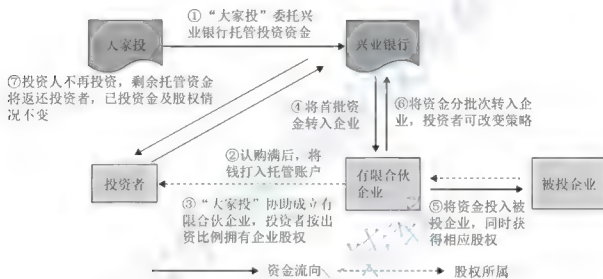 ①“大家投”委托兴
业银行托管投资资金
大家投
兴业银行
⑦投资人不再投资，剩余托管资金
将返还投资者，已投资金及股权情
况不变
④将首批资
金转入企业
⑥将资金分批次转入企
业，投资者可改变策略
②认购满后，将
钱打入托管账户
投资者
有限合伙
企业
被投企业
③“大家投”协助成立有
限合伙企业，投资者按出
资比例拥有企业股权
⑤将资金投入被
投企业，同时获
得相应股权
资金流向
股权所属